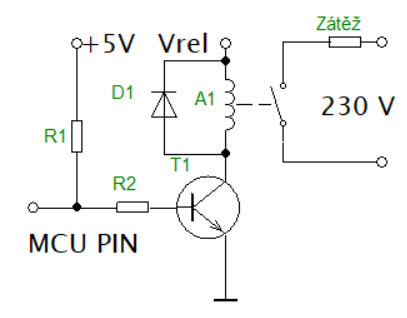 Zátěž
+5V
Vrel
D1
A1
230 V
R1
T1
R2
MCU PIN